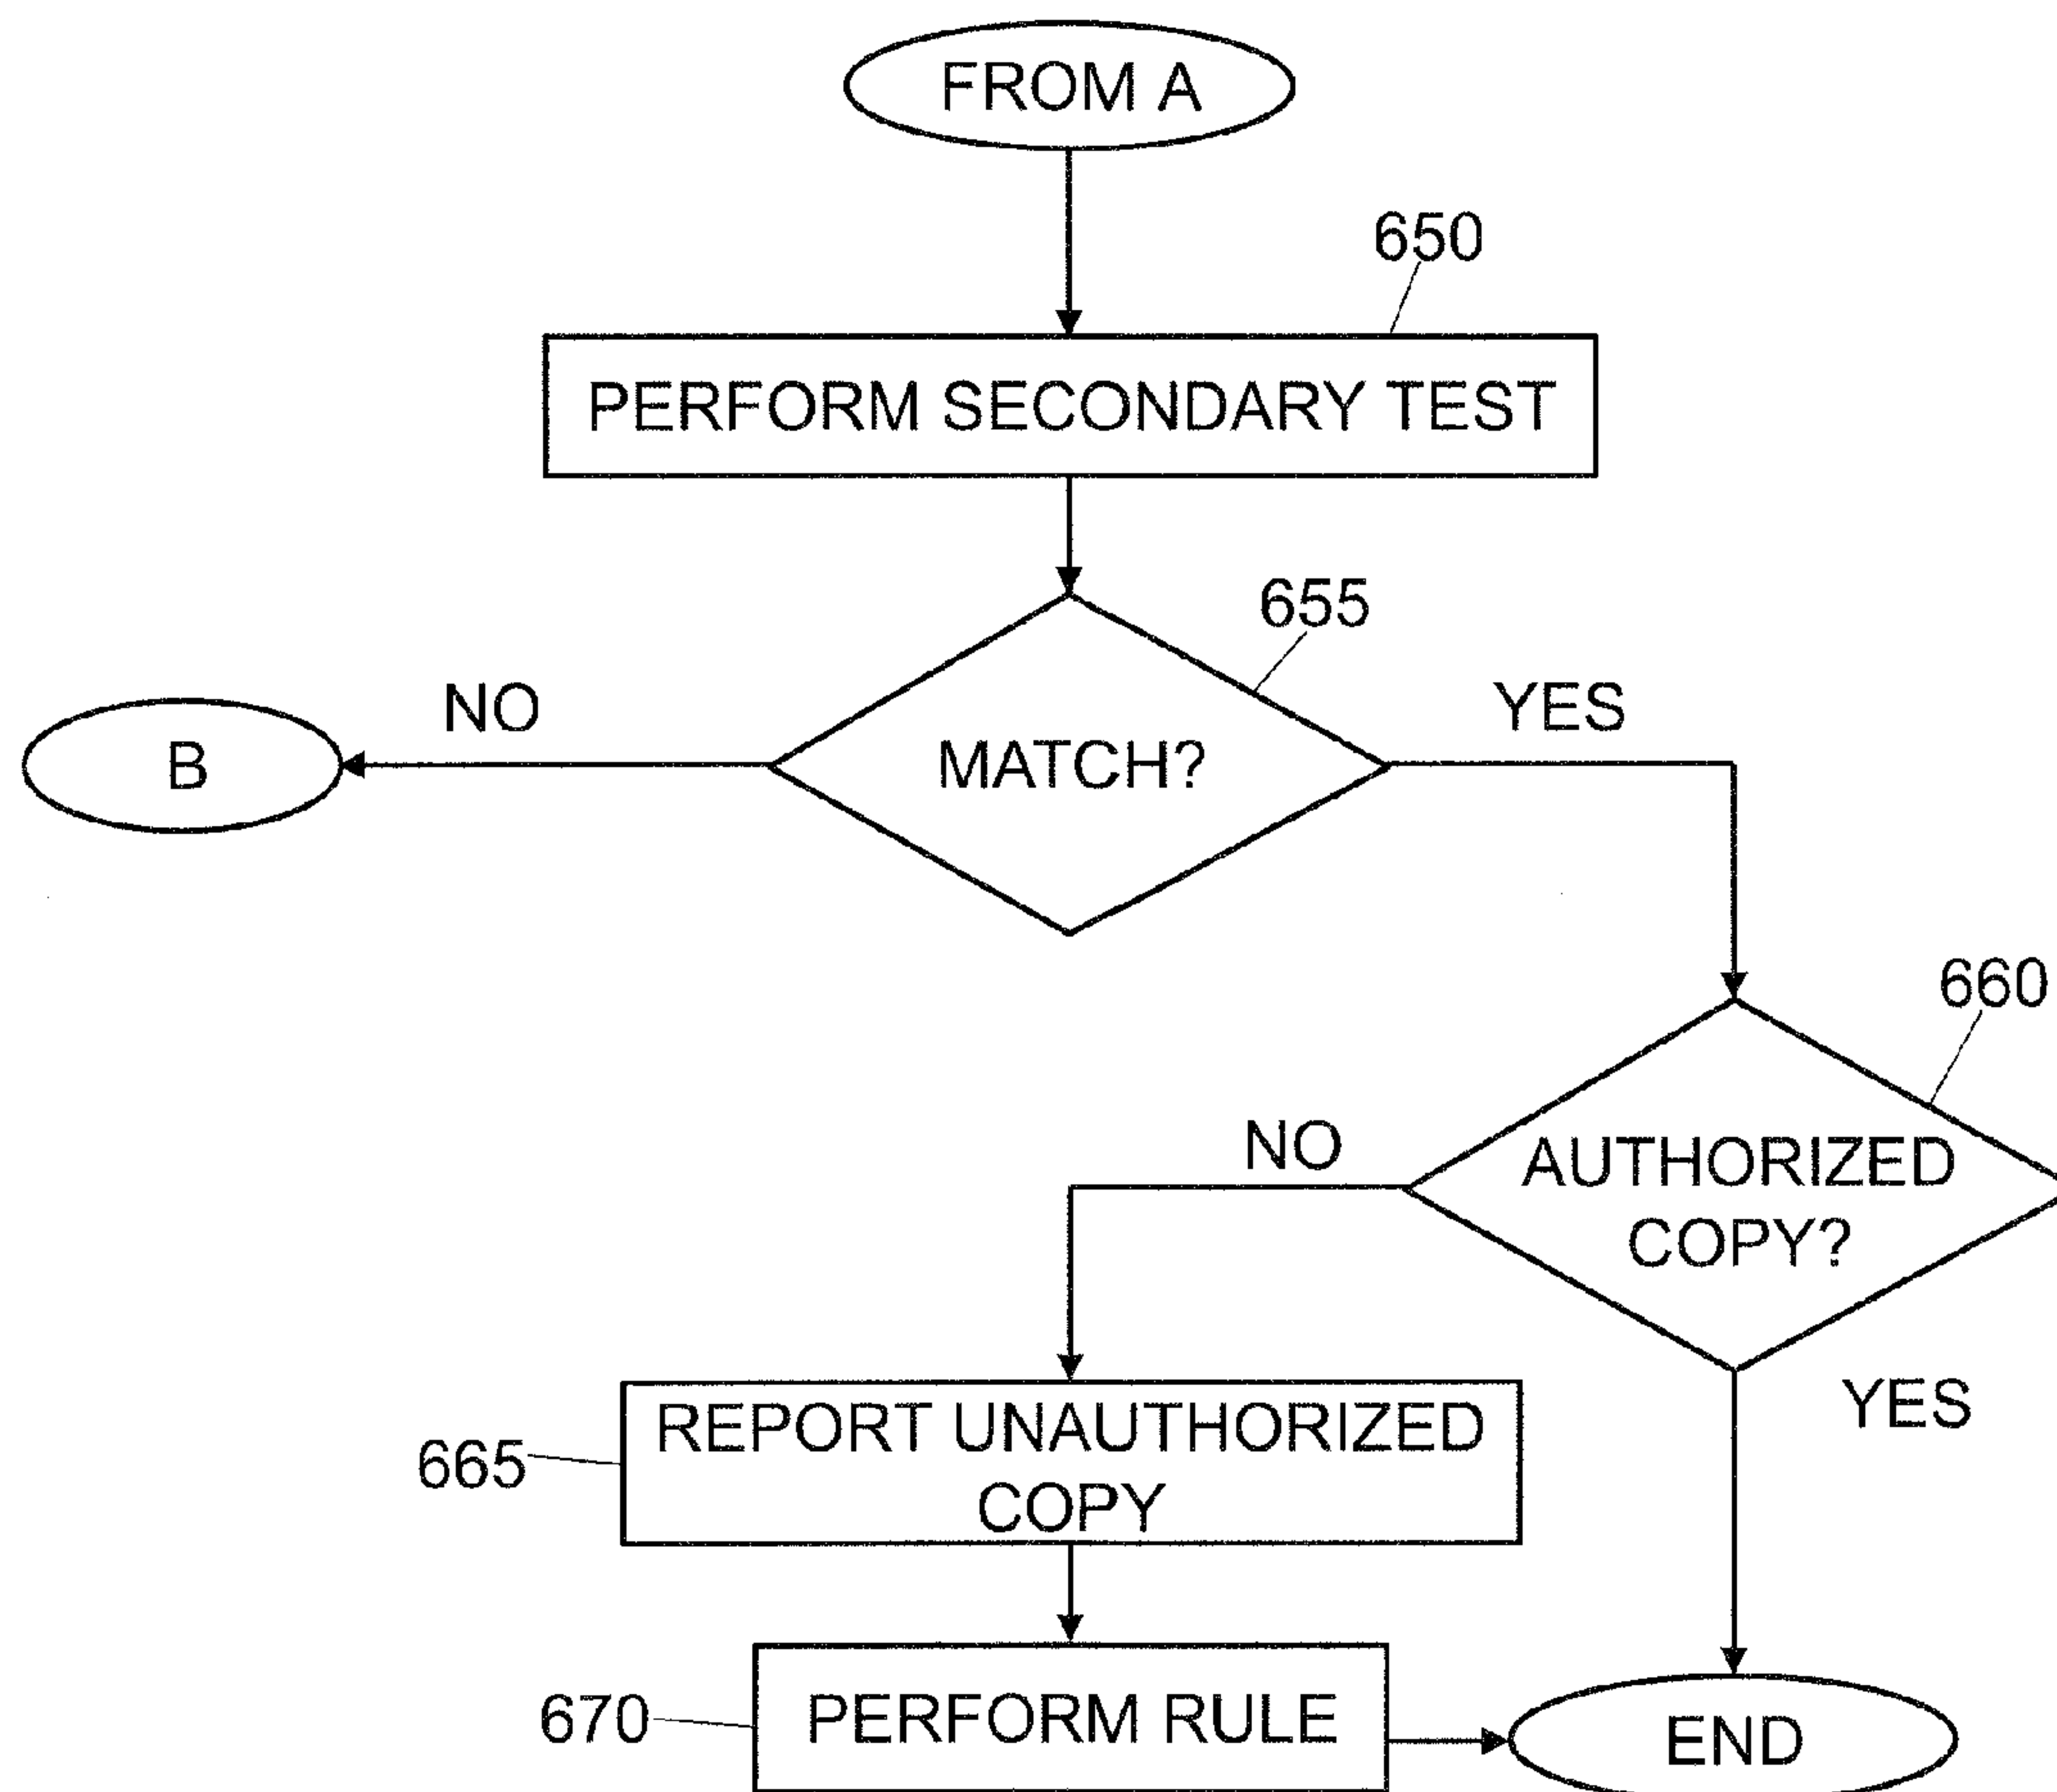 FROM A
650
PERFORM SECONDARY TEST
655
NO
YES
B
MATCH?
660
NO
AUTHORIZED
COPY?
YES
REPORT UNAUTHORIZED
COPY
665
670
PERFORM RULE
END